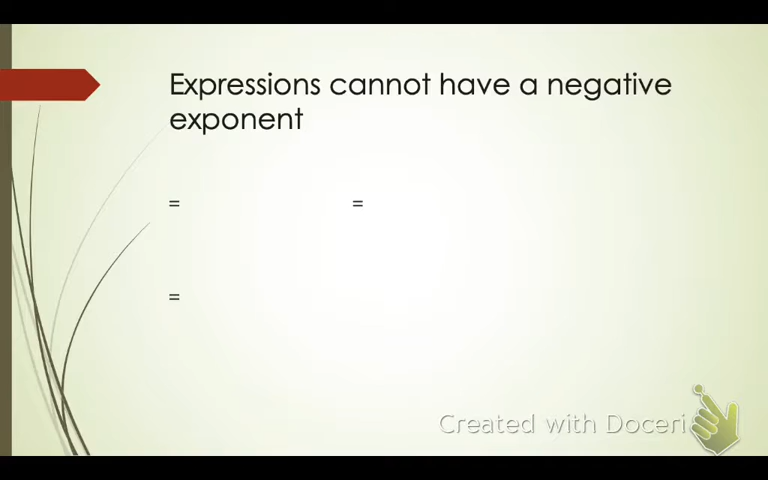 Expressions cannot have a negative
exponent
= =
=
Created with Doceri